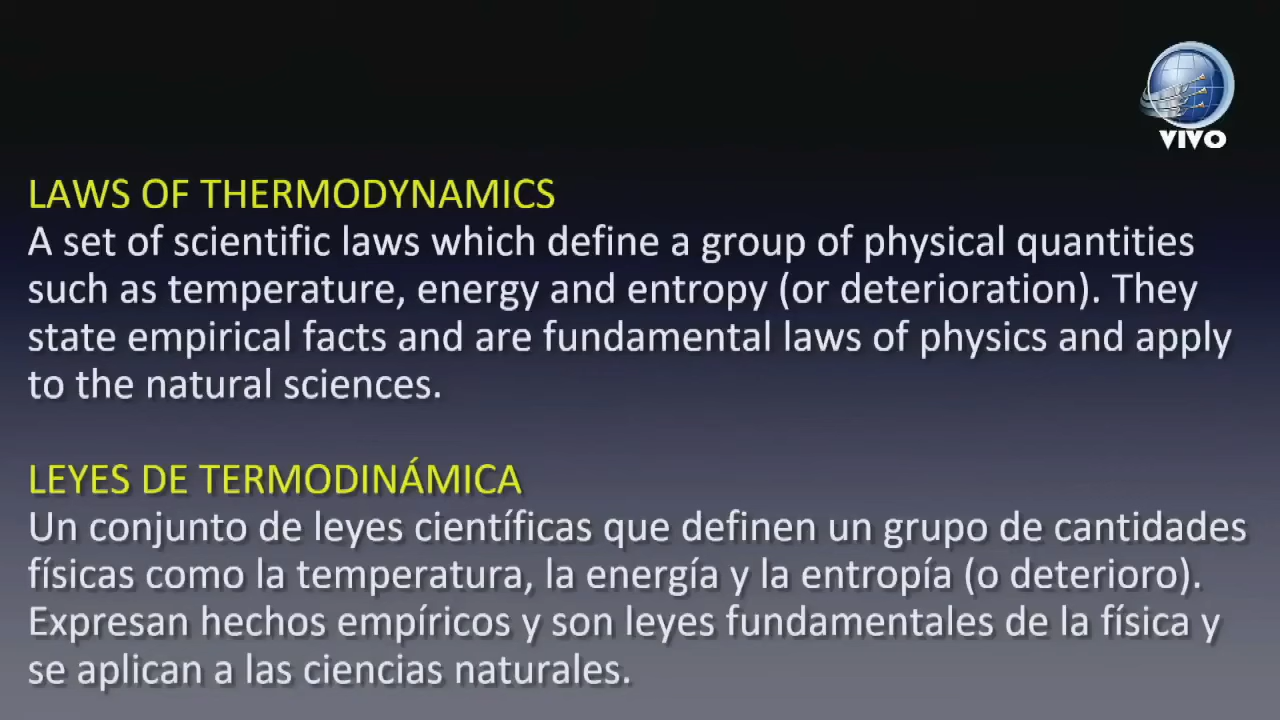 VIVO
LAWS OF THERMODYNAMICS
A set of scientific laws which define a group of physical quantities
such as temperature, energy and entropy (or deterioration). They
state empirical facts and are fundamental laws of physics and apply
to the natural sciences.
LEYES DE TERMODINÁMICA
Un conjunto de leyes científicas que definen un grupo de cantidades
físicas como la temperatura, la energía y la entropía (o deterioro).
Expresan hechos empíricos y son leyes fundamentales de la física y
se aplican a las ciencias naturales.